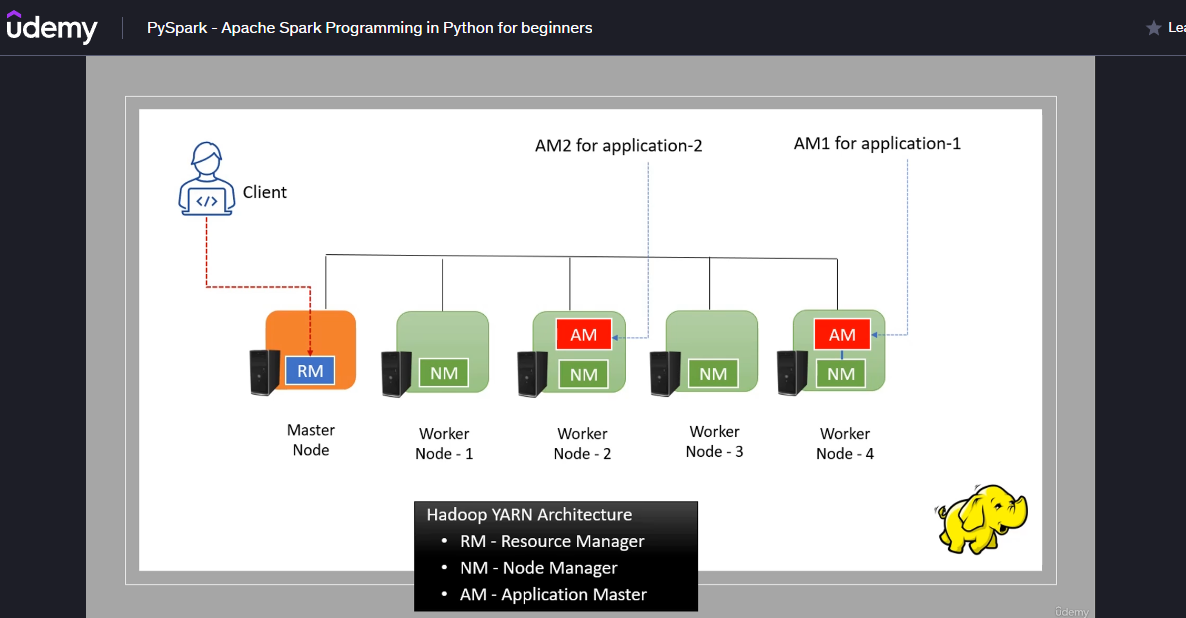 ûdemy
PySpark - Apache Spark Programming in Python for beginners
Lea
AM2 for application-2
AM1 for application-1
Client
</>
AM
AM
RM
NM
NM
NM
NM
Master
Node
Worker
Node - 1
Worker
Node - 2
Worker
Node - 3
Worker
Node - 4
Hadoop YARN Architecture
• RM - Resource Manager
• NM - Node Manager
• AM - Application Master
ûdemy